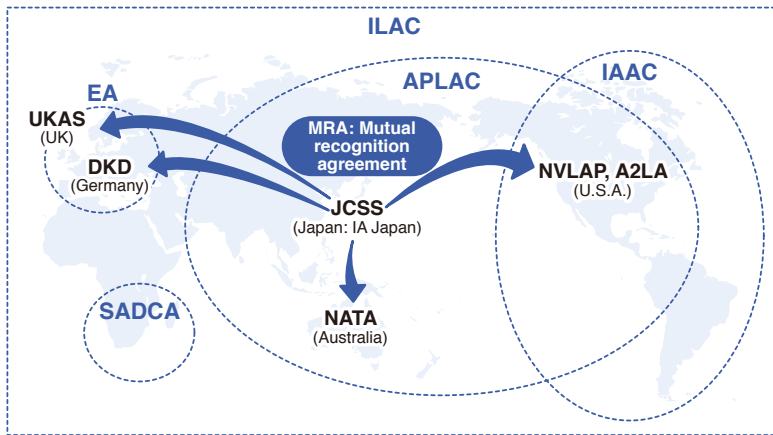 ILAC
APLAC
IAAC
EA
UKAS
(UK)
DKD
(Germany)
MRA: Mutual
recognition
agreement
NVLAP, A2LA
(U.S.A.)
JCSS
(Japan: IA Japan)
SADCA
NATA
(Australia)